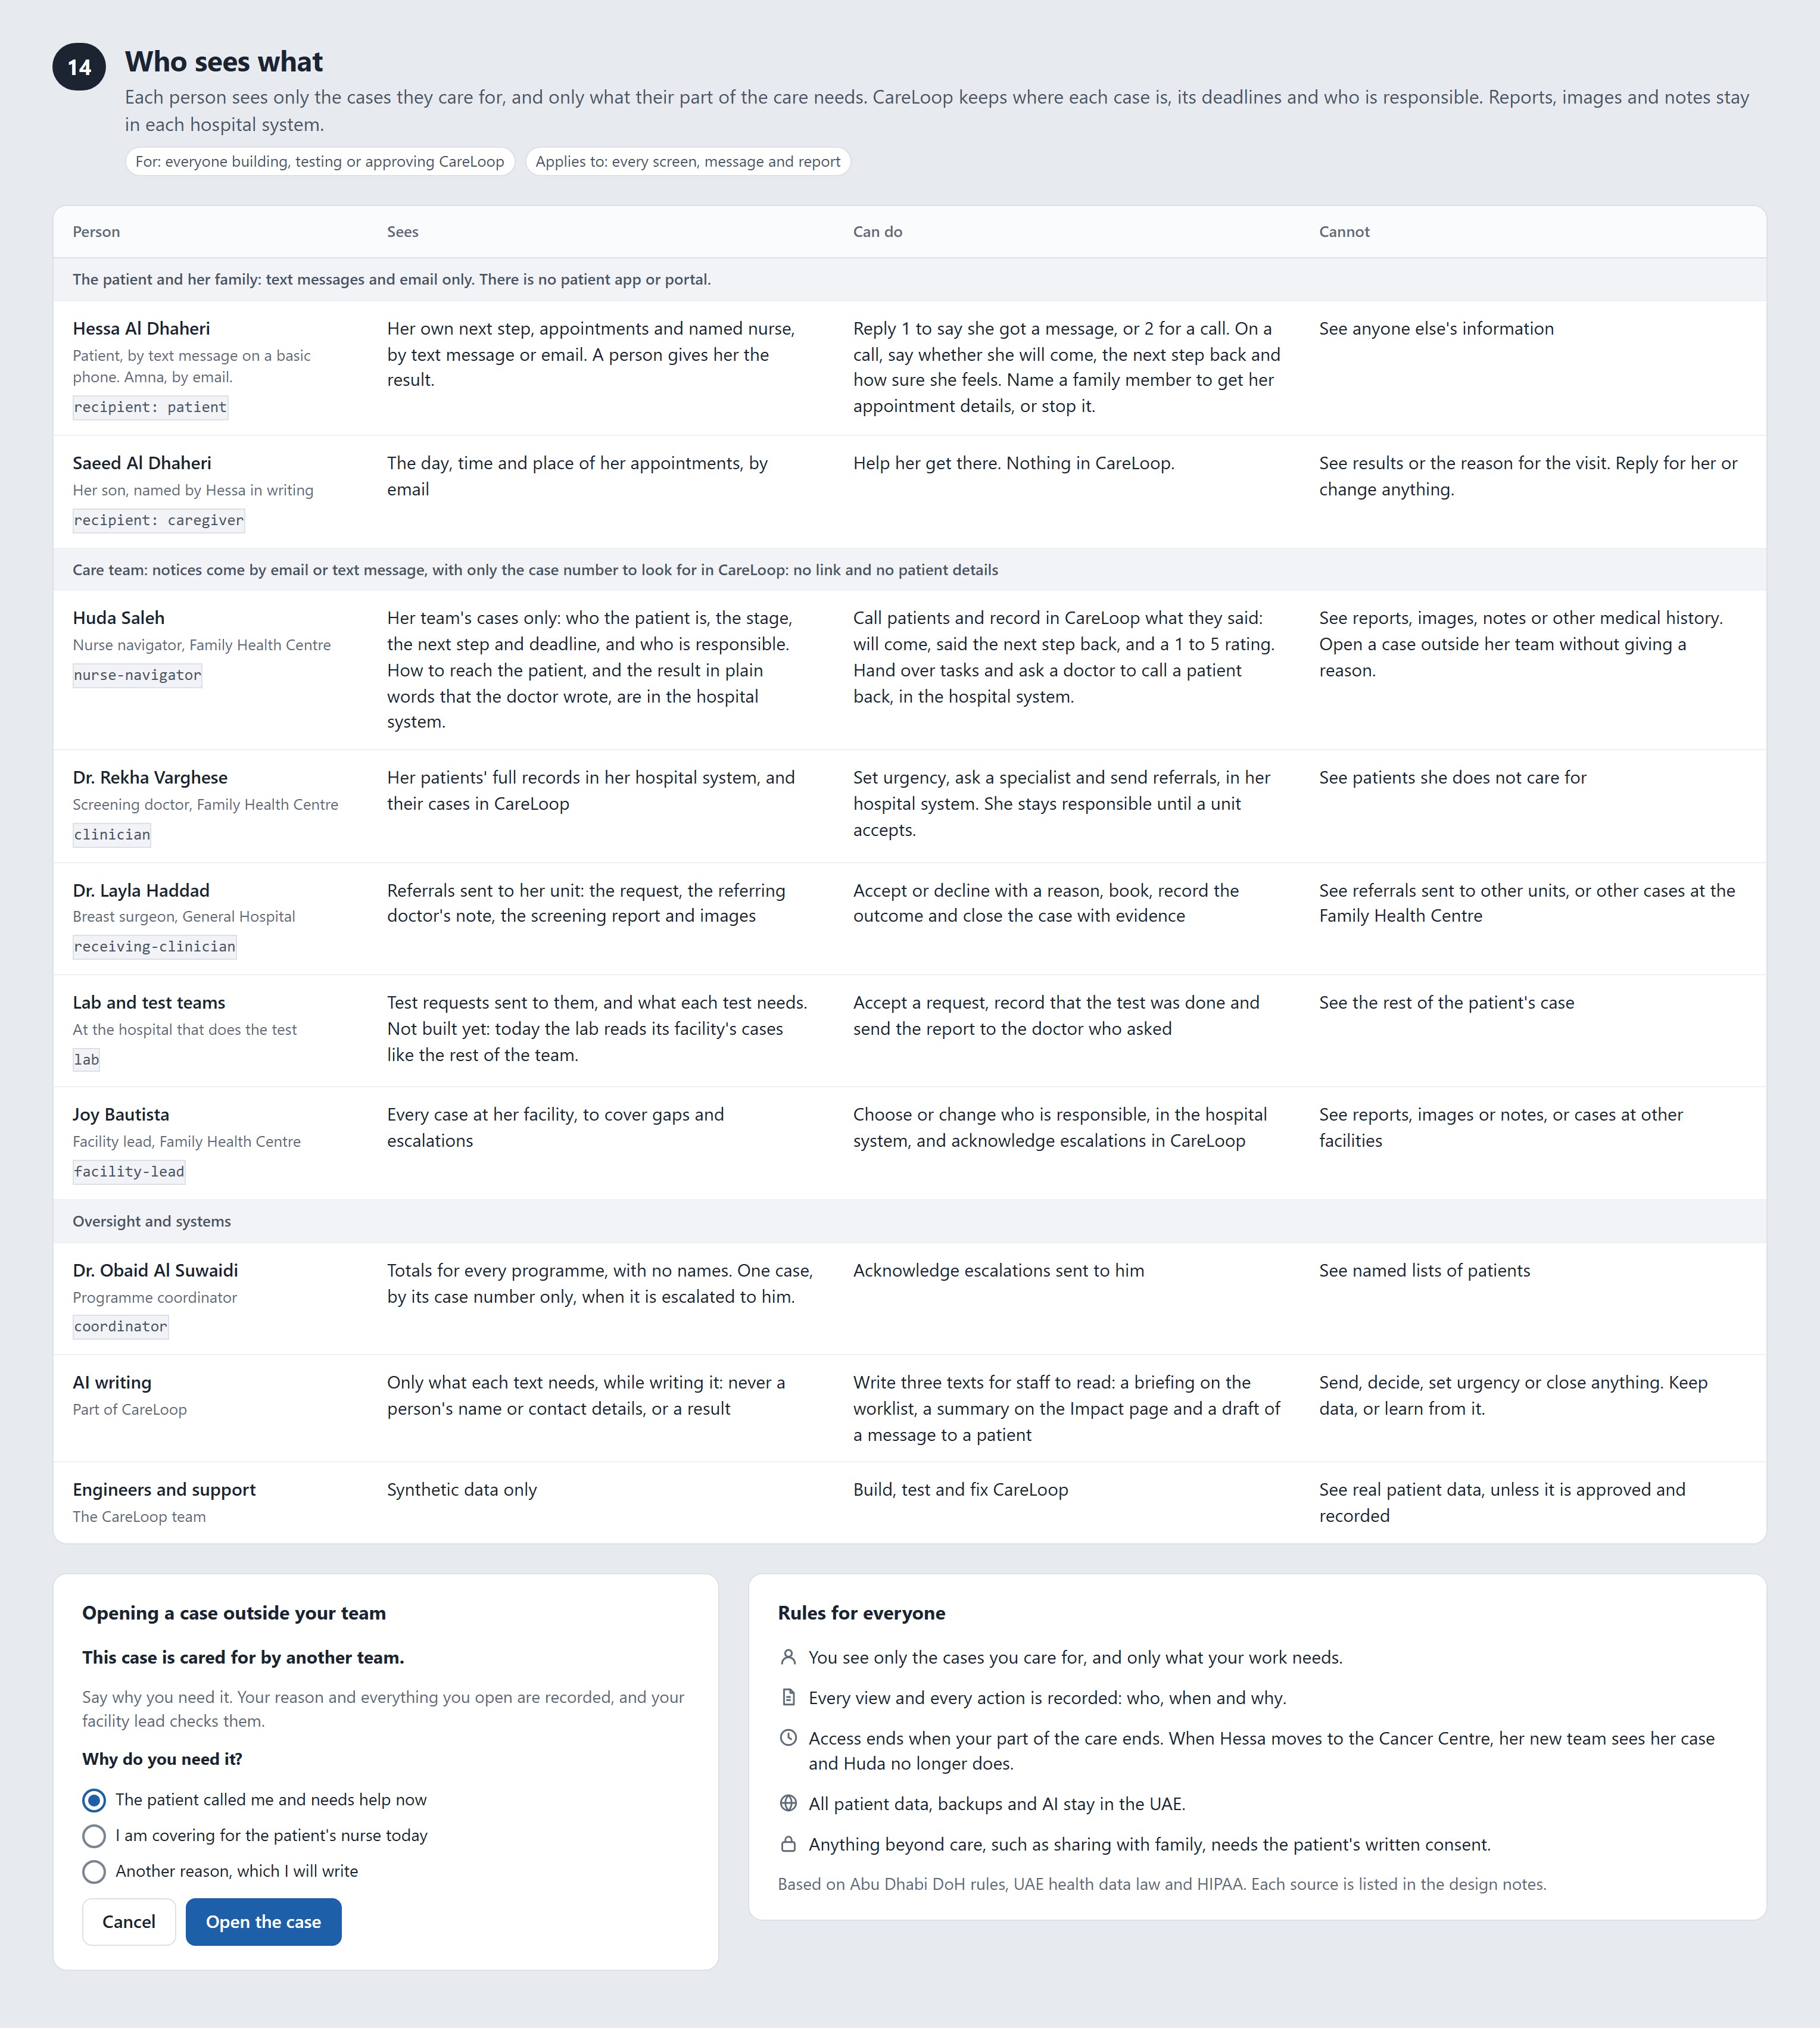 14
Who sees what
Each person sees only the cases they care for, and only what their part of the care needs. CareLoop keeps where each case is, its deadlines and who is responsible. Reports, images and notes stay
in each hospital system.
For: everyone building, testing or approving CareLoop
Applies to: every screen, message and report
Person
Sees
Can do
Cannot
The patient and her family: text messages and email only. There is no patient app or portal.
Hessa Al Dhaheri
Patient, by text message on a basic
phone. Amna, by email.
recipient: patient
Her own next step, appointments and named nurse,
by text message or email. A person gives her the
result.
Reply 1 to say she got a message, or 2 for a call. On a
call, say whether she will come, the next step back and
how sure she feels. Name a family member to get her
appointment details, or stop it.
See anyone else's information
Saeed Al Dhaheri
Her son, named by Hessa in writing
recipient: caregiver
The day, time and place of her appointments, by
email
Help her get there. Nothing in CareLoop.
See results or the reason for the visit. Reply for her or
change anything.
Care team: notices come by email or text message, with only the case number to look for in CareLoop: no link and no patient details
Huda Saleh
Nurse navigator, Family Health Centre
nurse-navigator
Her team's cases only: who the patient is, the stage,
the next step and deadline, and who is responsible.
How to reach the patient, and the result in plain
words that the doctor wrote, are in the hospital
system.
Call patients and record in CareLoop what they said:
will come, said the next step back, and a 1 to 5 rating.
Hand over tasks and ask a doctor to call a patient
back, in the hospital system.
See reports, images, notes or other medical history.
Open a case outside her team without giving a
reason.
Dr. Rekha Varghese
Screening doctor, Family Health Centre
clinician
Her patients' full records in her hospital system, and
their cases in CareLoop
Set urgency, ask a specialist and send referrals, in her
hospital system. She stays responsible until a unit
accepts.
See patients she does not care for
Dr. Layla Haddad
Breast surgeon, General Hospital
receiving-clinician
Referrals sent to her unit: the request, the referring
doctor's note, the screening report and images
Accept or decline with a reason, book, record the
outcome and close the case with evidence
See referrals sent to other units, or other cases at the
Family Health Centre
Lab and test teams
At the hospital that does the test
lab
Test requests sent to them, and what each test needs.
Not built yet: today the lab reads its facility's cases
like the rest of the team.
Accept a request, record that the test was done and
send the report to the doctor who asked
See the rest of the patient's case
Joy Bautista
Facility lead, Family Health Centre
facility-lead
Every case at her facility, to cover gaps and
escalations
Choose or change who is responsible, in the hospital
system, and acknowledge escalations in CareLoop
See reports, images or notes, or cases at other
facilities
Oversight and systems
Dr. Obaid Al Suwaidi
Programme coordinator
coordinator
Totals for every programme, with no names. One case,
by its case number only, when it is escalated to him.
Acknowledge escalations sent to him
See named lists of patients
AI writing
Part of CareLoop
Only what each text needs, while writing it: never a
person's name or contact details, or a result
Write three texts for staff to read: a briefing on the
worklist, a summary on the Impact page and a draft of
a message to a patient
Send, decide, set urgency or close anything. Keep
data, or learn from it.
Engineers and support
The CareLoop team
Synthetic data only
Build, test and fix CareLoop
See real patient data, unless it is approved and
recorded
Opening a case outside your team
This case is cared for by another team.
Say why you need it. Your reason and everything you open are recorded, and your
facility lead checks them.
Why do you need it?
The patient called me and needs help now
I am covering for the patient's nurse today
Another reason, which I will write
Cancel
Open the case
Rules for everyone
You see only the cases you care for, and only what your work needs.
Every view and every action is recorded: who, when and why.
Access ends when your part of the care ends. When Hessa moves to the Cancer Centre, her new team sees her case
and Huda no longer does.
All patient data, backups and AI stay in the UAE.
Anything beyond care, such as sharing with family, needs the patient's written consent.
Based on Abu Dhabi DoH rules, UAE health data law and HIPAA. Each source is listed in the design notes.